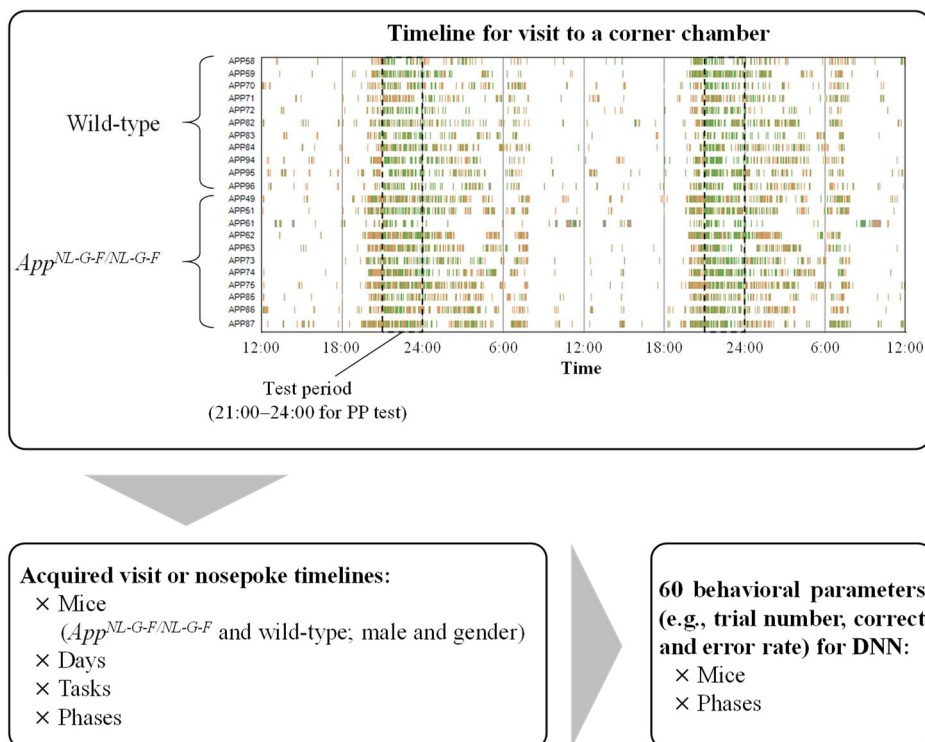 Timeline for visit to a corner chamber
Wild-type
APP58
APP59
APP70
APP71
APP72
APP82
APP83
APP84
APP94
APP95
APP96
App^NL-G-F/NL-G-F
APP49
APP51
APP61
APP62
APP63
APP73
APP74
APP75
APP85
APP86
APP87
12:00 18:00 24:00 6:00 12:00 18:00 24:00 6:00 12:00
Time
Test period
(21:00–24:00 for PP test)
Acquired visit or nosepoke timelines:
× Mice
(App^NL-G-F/NL-G-F and wild-type; male and gender)
× Days
× Tasks
× Phases
60 behavioral parameters
(e.g., trial number, correct
and error rate) for DNN:
× Mice
× Phases